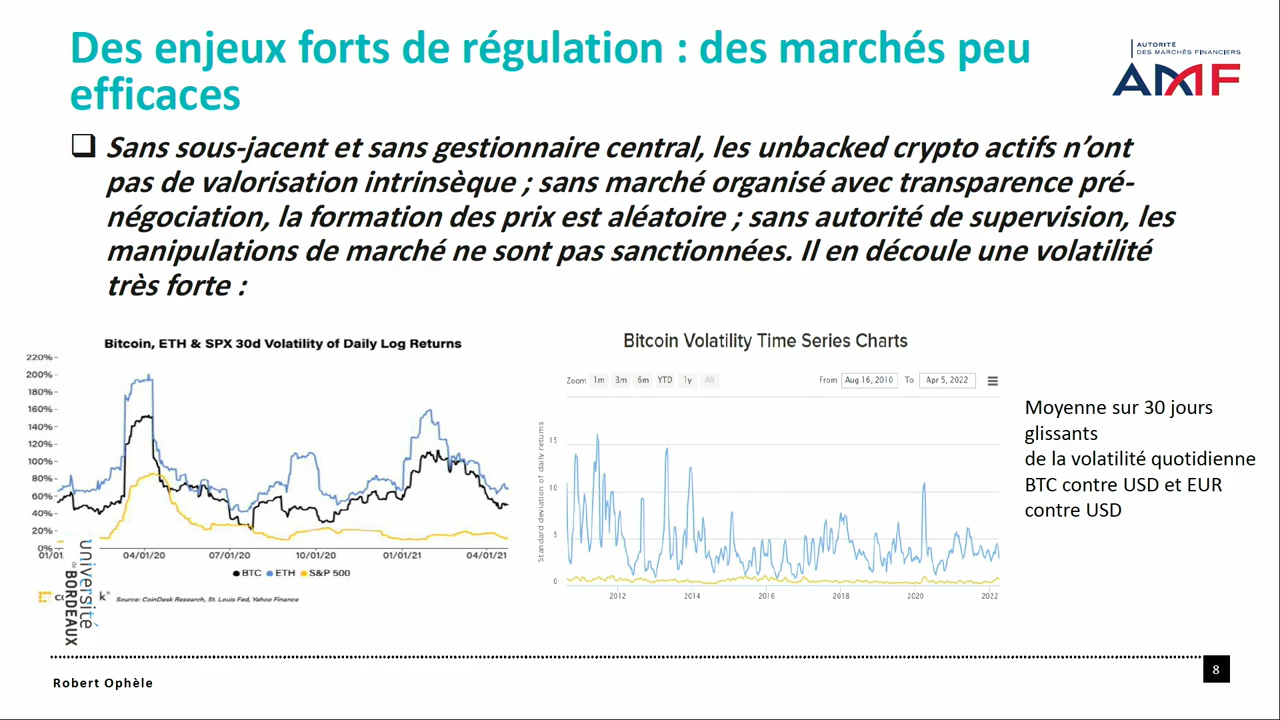 Des enjeux forts de régulation : des marchés peu
efficaces
AUTORITÉ
DES MARCHÉS FINANCIERS
AMF
Sans sous-jacent et sans gestionnaire central, les unbacked crypto actifs n’ont
pas de valorisation intrinsèque ; sans marché organisé avec transparence pré-
négociation, la formation des prix est aléatoire ; sans autorité de supervision, les
manipulations de marché ne sont pas sanctionnées. Il en découle une volatilité
très forte :
Bitcoin, ETH & SPX 30d Volatility of Daily Log Returns
220%
200%
180%
160%
140%
120%
100%
80%
60%
40%
20%
0%
04/01/20 07/01/20 10/01/20 01/01/21 04/01/21
BTC ETH S&P 500
Source: CoinDesk Research, St. Louis Fed, Yahoo Finance
université
de BORDEAUX
Bitcoin Volatility Time Series Charts
Zoom 1m 3m 6m YTD 1y All From Aug 16, 2010 To Apr 5, 2022
Standard deviation of daily returns
15
10
5
0
2012 2014 2016 2018 2020 2022
Moyenne sur 30 jours
glissants
de la volatilité quotidienne
BTC contre USD et EUR
contre USD
Robert Ophèle
8